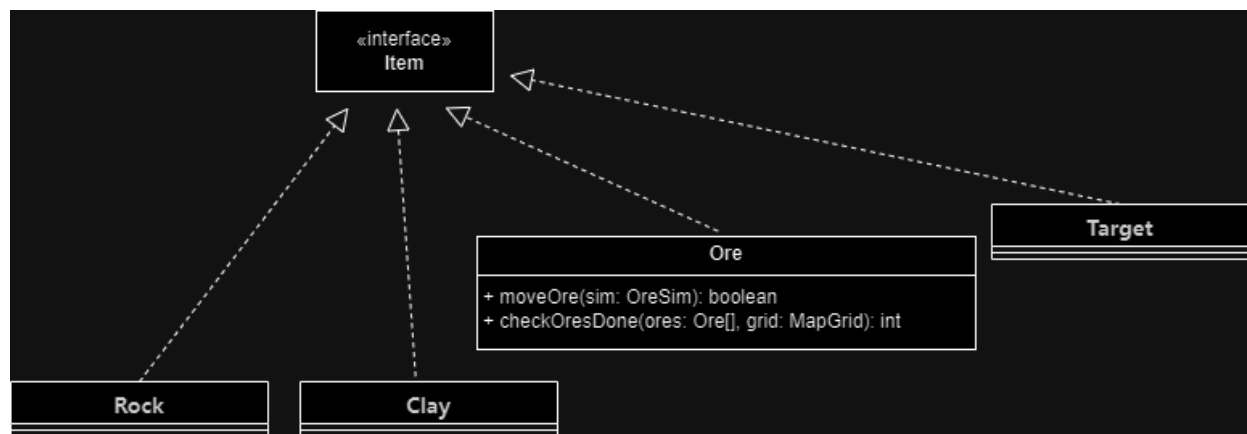 «interface»
Item
Target
Ore
+ moveOre(sim: OreSim): boolean
+ checkOresDone(ores: Ore[], grid: MapGrid): int
Rock
Clay